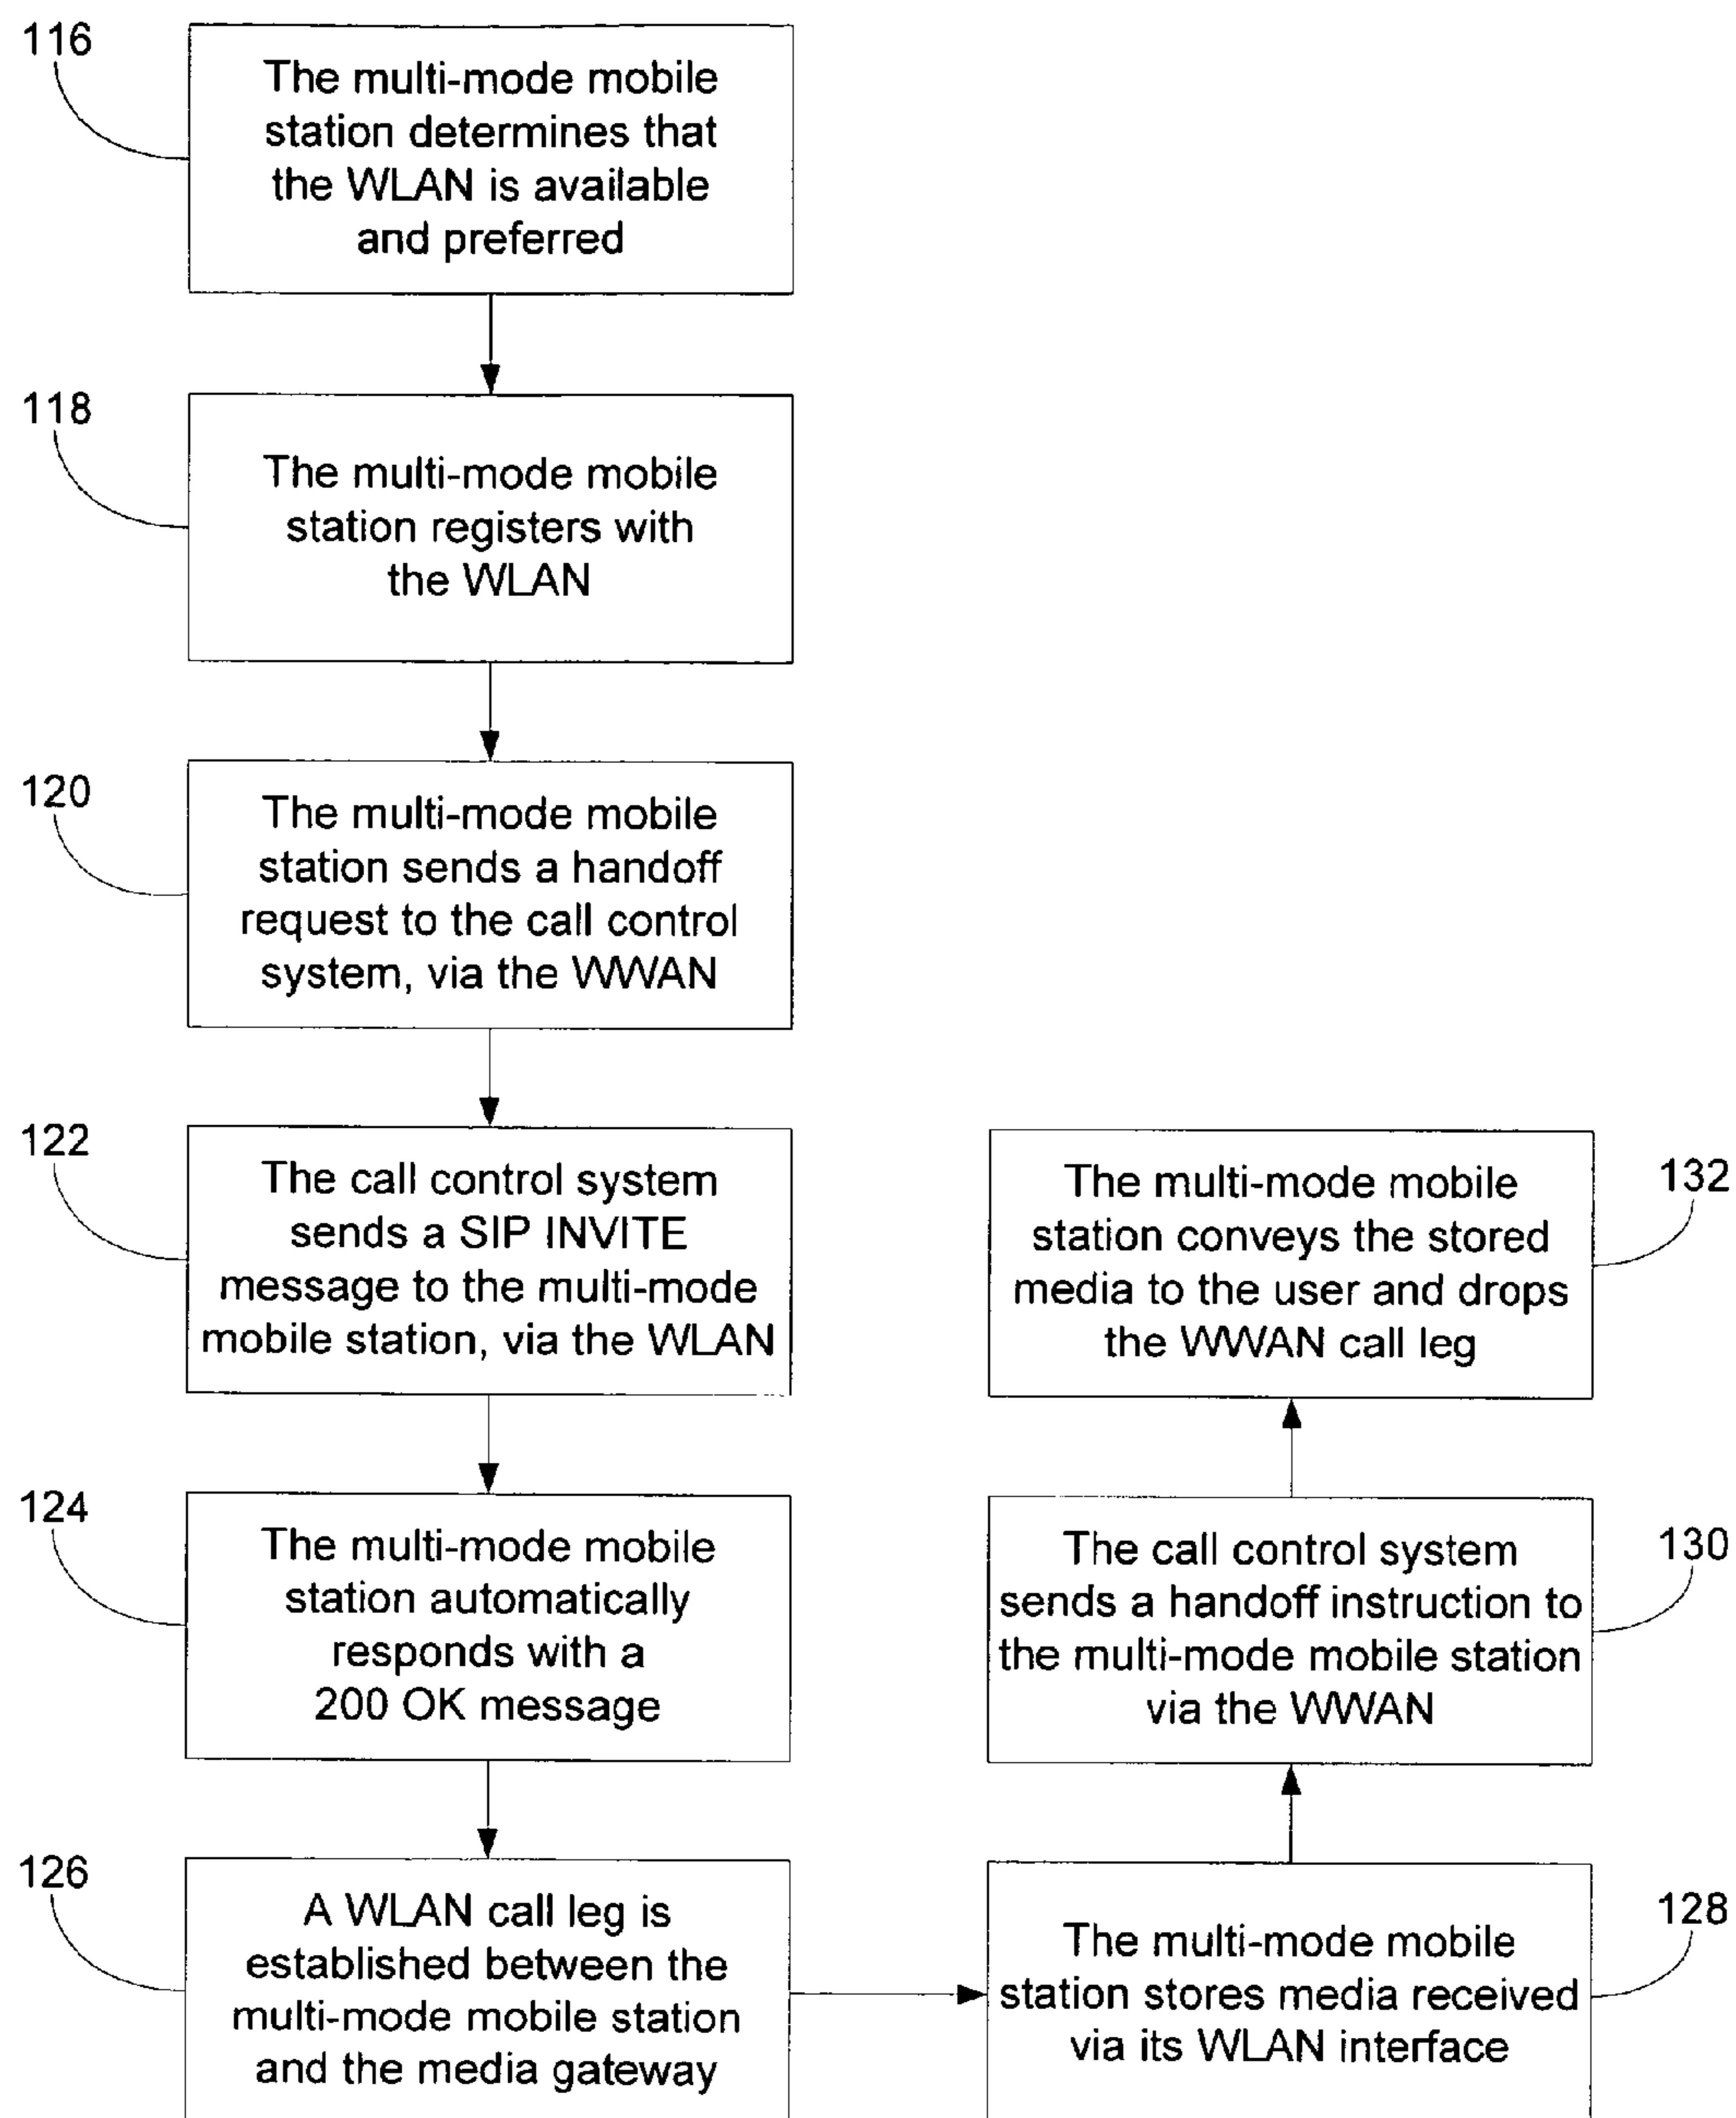 116
The multi-mode mobile
station determines that
the WLAN is available
and preferred
118
The multi-mode mobile
station registers with
the WLAN
120
The multi-mode mobile
station sends a handoff
request to the call control
system, via the WWAN
122
The call control system
sends a SIP INVITE
message to the multi-mode
mobile station, via the WLAN
124
The multi-mode mobile
station automatically
responds with a
200 OK message
126
A WLAN call leg is
established between the
multi-mode mobile station
and the media gateway
128
The multi-mode mobile
station stores media received
via its WLAN interface
130
The call control system
sends a handoff instruction to
the multi-mode mobile station
via the WWAN
132
The multi-mode mobile
station conveys the stored
media to the user and drops
the WWAN call leg